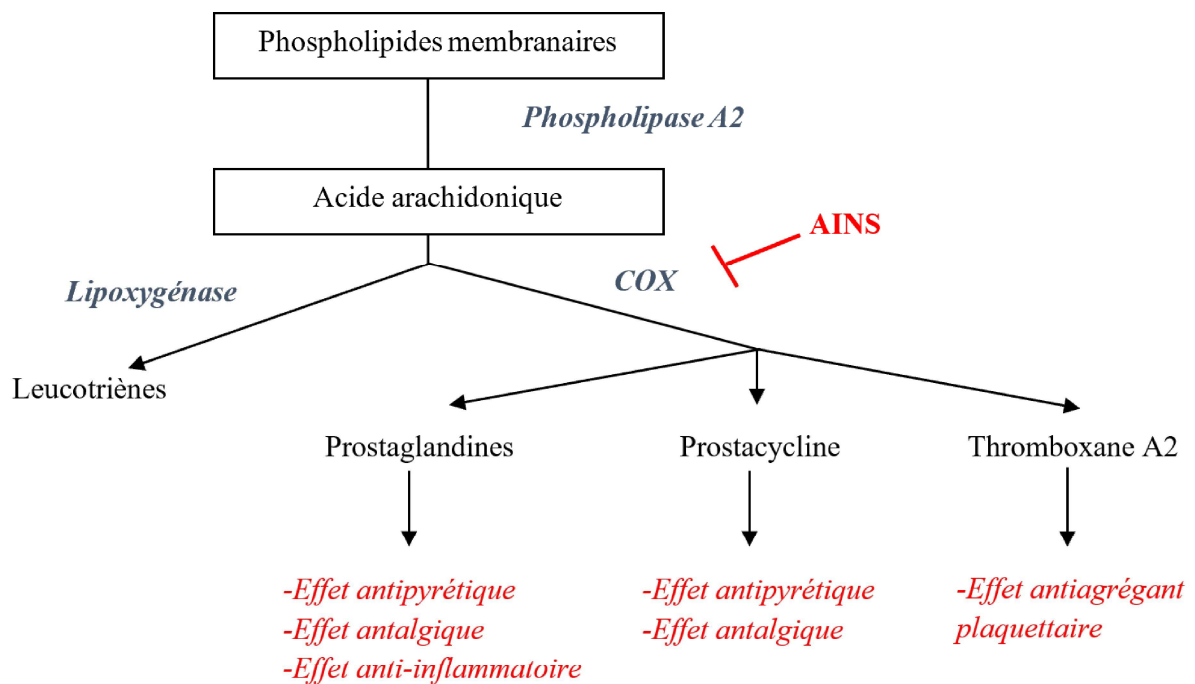 Phospholipides membranaires
Phospholipase A2
Acide arachidonique
AINS
Lipoxygénase
COX
Leucotriènes
Prostaglandines
Prostacycline
Thromboxane A2
-Effet antipyrétique
-Effet antalgique
-Effet anti-inflammatoire
-Effet antipyrétique
-Effet antalgique
-Effet antiagrégant
plaquettaire